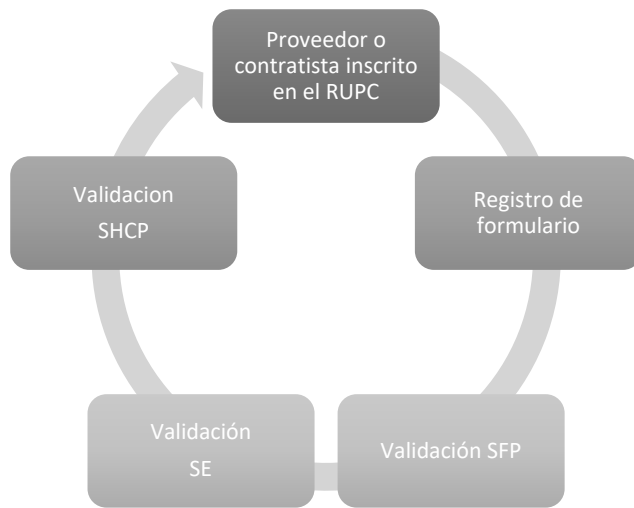 Proveedor o
contratista inscrito
en el RUPC
Registro de
formulario
Validación SFP
Validación
SE
Validacion
SHCP